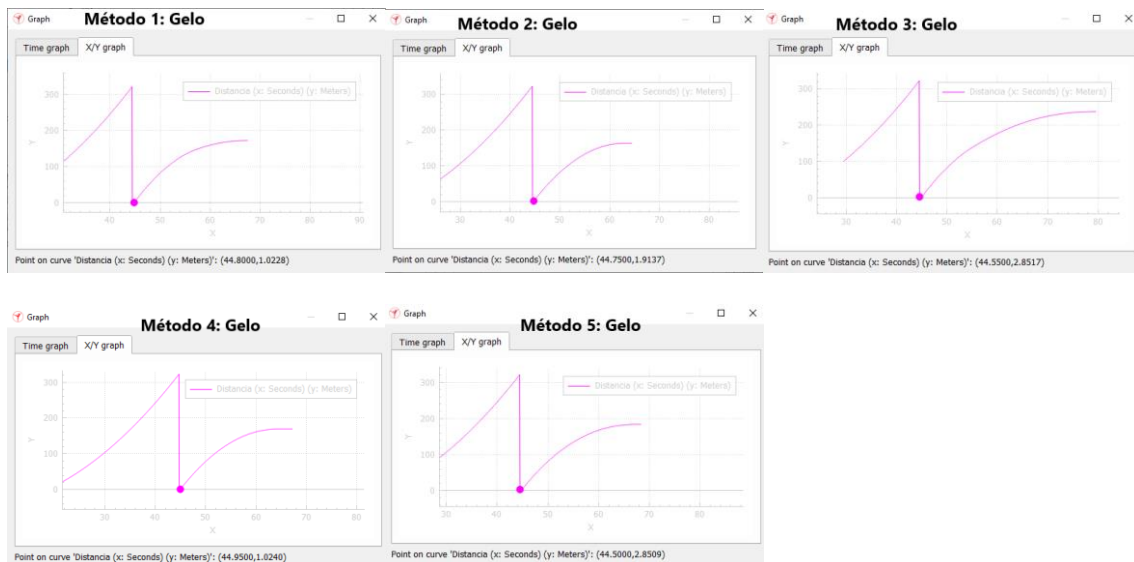 Graph Método 1: Gelo
Time graph X/Y graph
Distancia (x: Seconds) (y: Meters)
300
200
100
0
Y
40 50 60 70 80 90
X
Point on curve 'Distancia (x: Seconds) (y: Meters)': (44.8000,1.0228)
Graph Método 2: Gelo
Time graph X/Y graph
Distancia (x: Seconds) (y: Meters)
300
200
100
0
Y
30 40 50 60 70 80
X
Point on curve 'Distancia (x: Seconds) (y: Meters)': (44.7500,1.9137)
Graph Método 3: Gelo
Time graph X/Y graph
Distancia (x: Seconds) (y: Meters)
300
200
100
0
Y
30 40 50 60 70 80
X
Point on curve 'Distancia (x: Seconds) (y: Meters)': (44.5500,2.8517)
Graph Método 4: Gelo
Time graph X/Y graph
Distancia (x: Seconds) (y: Meters)
300
200
100
0
Y
30 40 50 60 70 80
X
Point on curve 'Distancia (x: Seconds) (y: Meters)': (44.9500,1.0240)
Graph Método 5: Gelo
Time graph X/Y graph
Distancia (x: Seconds) (y: Meters)
300
200
100
0
Y
30 40 50 60 70 80
X
Point on curve 'Distancia (x: Seconds) (y: Meters)': (44.5000,2.8509)